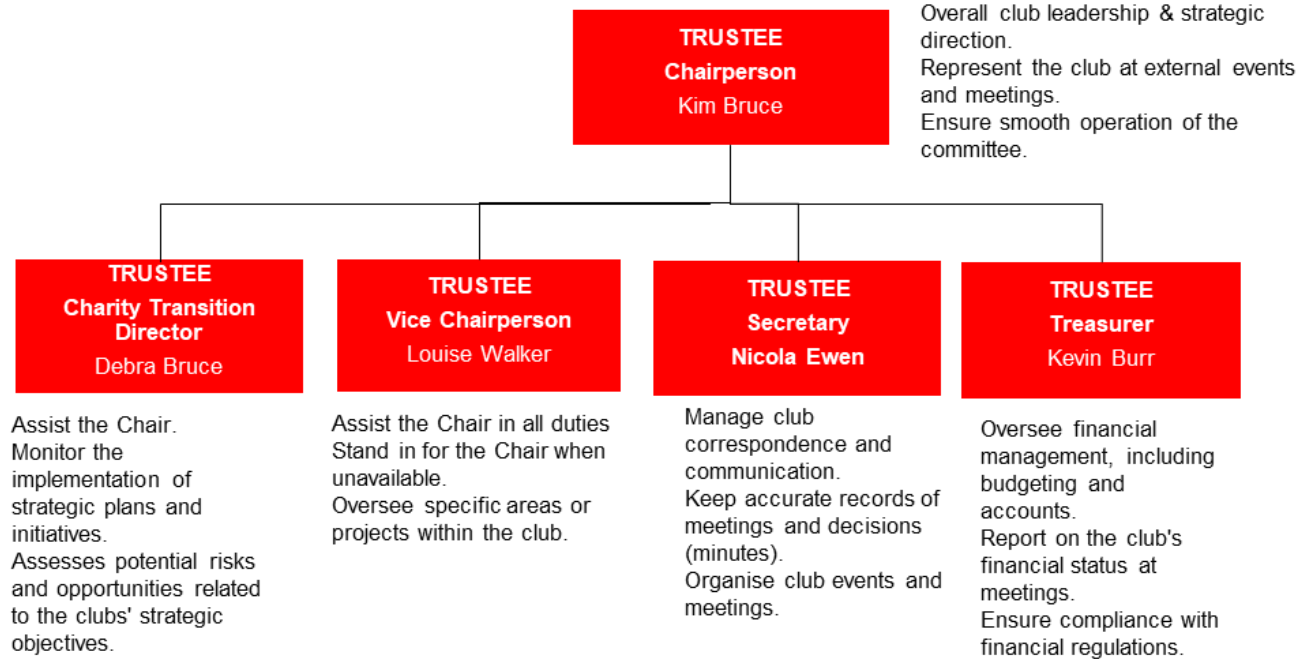 TRUSTEE
Chairperson
Kim Bruce
Overall club leadership & strategic
direction.
Represent the club at external events
and meetings.
Ensure smooth operation of the
committee.
TRUSTEE
Charity Transition
Director
Debra Bruce
Assist the Chair.
Monitor the
implementation of
strategic plans and
initiatives.
Assesses potential risks
and opportunities related
to the clubs' strategic
objectives.
TRUSTEE
Vice Chairperson
Louise Walker
Assist the Chair in all duties
Stand in for the Chair when
unavailable.
Oversee specific areas or
projects within the club.
TRUSTEE
Secretary
Nicola Ewen
Manage club
correspondence and
communication.
Keep accurate records of
meetings and decisions
(minutes).
Organise club events and
meetings.
TRUSTEE
Treasurer
Kevin Burr
Oversee financial
management, including
budgeting and
accounts.
Report on the club's
financial status at
meetings.
Ensure compliance with
financial regulations.